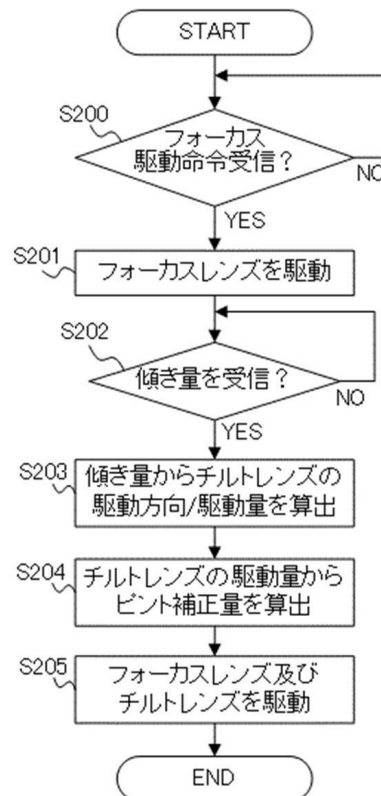 START
S200
フォーカス
駆動命令受信？
NO
YES
S201
フォーカスレンズを駆動
S202
傾き量を受信？
NO
YES
S203
傾き量からチルトレンズの
駆動方向/駆動量を算出
S204
チルトレンズの駆動量から
ピント補正量を算出
S205
フォーカスレンズ及び
チルトレンズを駆動
END